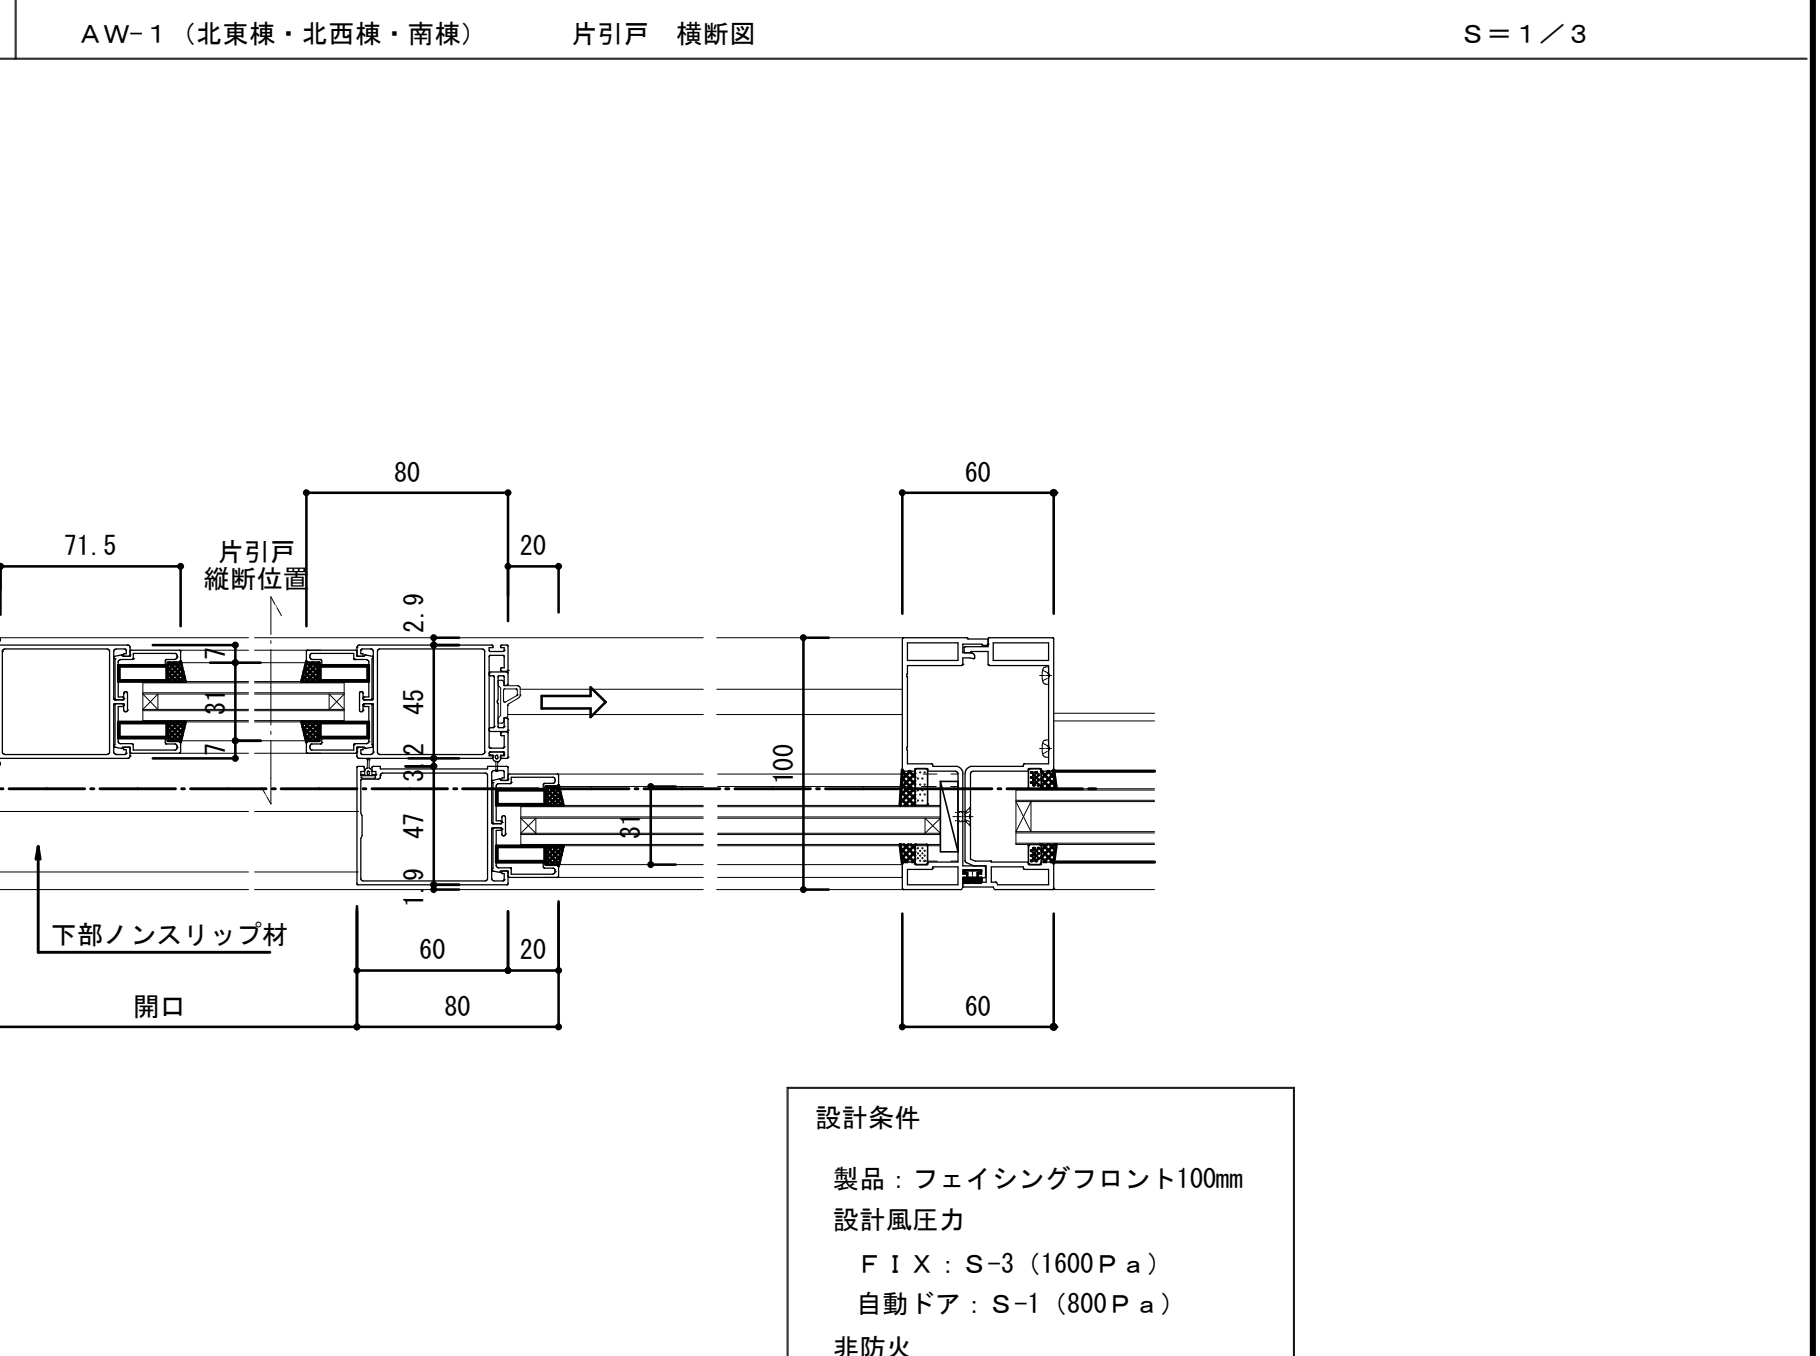 ＡＷ-１（北東棟・北西棟・南棟）　片引戸　横断図　Ｓ＝１／３
80
60
71.5
片引戸
縦断位置
20
2.9
7
31
7
45
3.2
100
47
31
1.9
下部ノンスリップ材
60
20
開口
80
60
設計条件
製品：フェイシングフロント100mm
設計風圧力
ＦＩＸ：Ｓ-3（1600Ｐａ）
自動ドア：Ｓ-1（800Ｐａ）
非防火